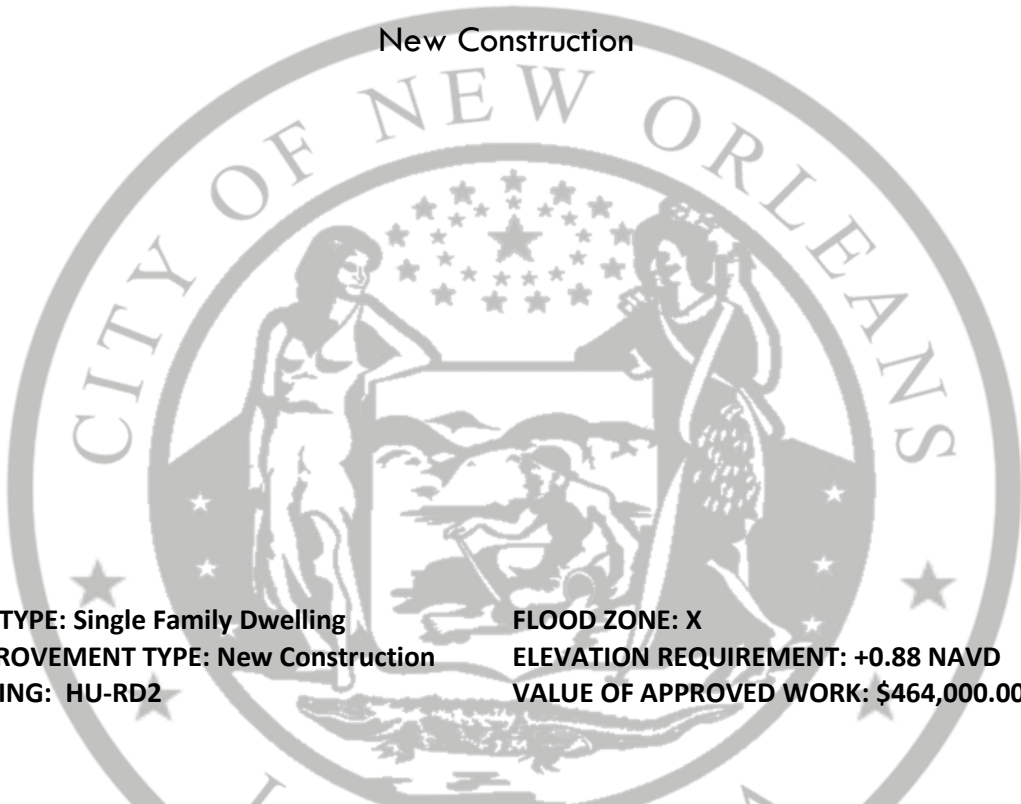 New Construction
CITY OF NEW ORLEANS
TYPE: Single Family Dwelling
FLOOD ZONE: X
ROVEMENT TYPE: New Construction
ELEVATION REQUIREMENT: +0.88 NAVD
ING: HU-RD2
VALUE OF APPROVED WORK: $464,000.00